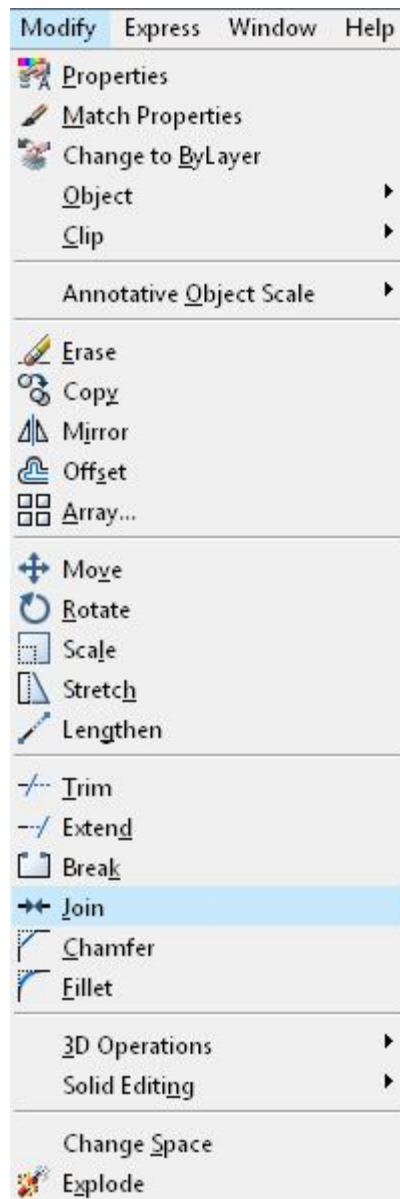 Modify Express Window Help
Properties
Match Properties
Change to ByLayer
Object
Clip
Annotative Object Scale
Erase
Copy
Mirror
Offset
Array...
Move
Rotate
Scale
Stretch
Lengthen
Trim
Extend
Break
Join
Chamfer
Fillet
3D Operations
Solid Editing
Change Space
Explode